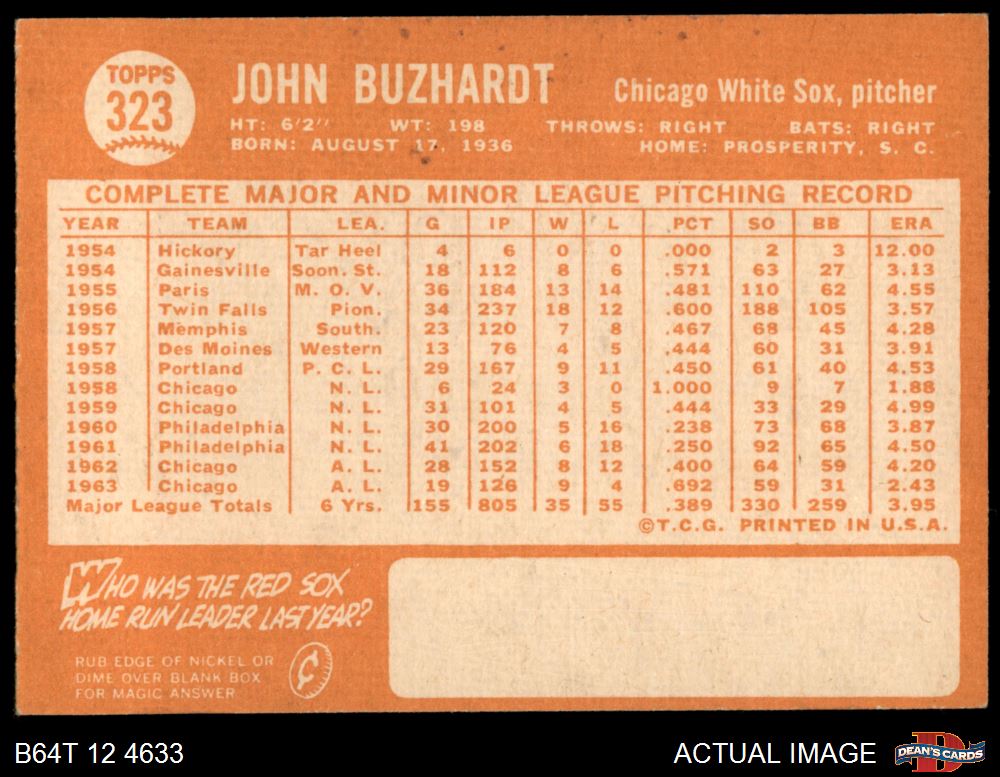 TOPPS
323
JOHN BUZHARDT
Chicago White Sox, pitcher
HT: 6'2" WT: 198 THROWS: RIGHT BATS: RIGHT
BORN: AUGUST 17, 1936 HOME: PROSPERITY, S. C.
COMPLETE MAJOR AND MINOR LEAGUE PITCHING RECORD
YEAR TEAM LEA. G IP W L PCT SO BB ERA
1954 Hickory Tar Heel 4 6 0 0 .000 2 3 12.00
1954 Gainesville Soon. St. 18 112 8 6 .571 63 27 3.13
1955 Paris M. O. V. 36 184 13 14 .481 110 62 4.55
1956 Twin Falls Pion. 34 237 18 12 .600 188 105 3.57
1957 Memphis South. 23 120 7 8 .467 68 45 4.28
1957 Des Moines Western 13 76 4 5 .444 60 31 3.91
1958 Portland P. C. L. 29 167 9 11 .450 61 40 4.53
1958 Chicago N. L. 6 24 3 0 1.000 9 7 1.88
1959 Chicago N. L. 31 101 4 5 .444 33 29 4.99
1960 Philadelphia N. L. 30 200 5 16 .238 73 68 3.87
1961 Philadelphia N. L. 41 202 6 18 .250 92 65 4.50
1962 Chicago A. L. 28 152 8 12 .400 64 59 4.20
1963 Chicago A. L. 19 126 9 4 .692 59 31 2.43
Major League Totals 6 Yrs. 155 805 35 55 .389 330 259 3.95
©T.C.G. PRINTED IN U.S.A.
WHO WAS THE RED SOX
HOME RUN LEADER LAST YEAR?
RUB EDGE OF NICKEL OR
DIME OVER BLANK BOX
FOR MAGIC ANSWER
¢
B64T 12 4633
ACTUAL IMAGE
DEAN'S CARDS